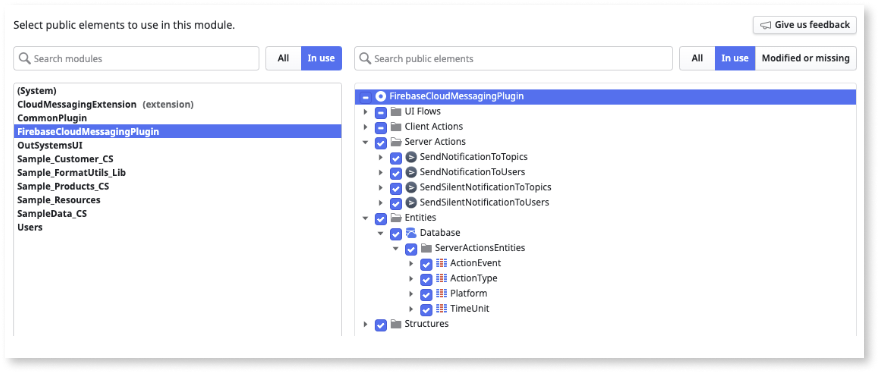 Select public elements to use in this module.
Give us feedback
Search modules
All
In use
Search public elements
All
In use
Modified or missing
(System)
CloudMessagingExtension (extension)
CommonPlugin
FirebaseCloudMessagingPlugin
OutSystemsUI
Sample_Customer_CS
Sample_FormatUtils_Lib
Sample_Products_CS
Sample_Resources
SampleData_CS
Users
FirebaseCloudMessagingPlugin
UI Flows
Client Actions
Server Actions
SendNotificationToTopics
SendNotificationToUsers
SendSilentNotificationToTopics
SendSilentNotificationToUsers
Entities
Database
ServerActionsEntities
ActionEvent
ActionType
Platform
TimeUnit
Structures